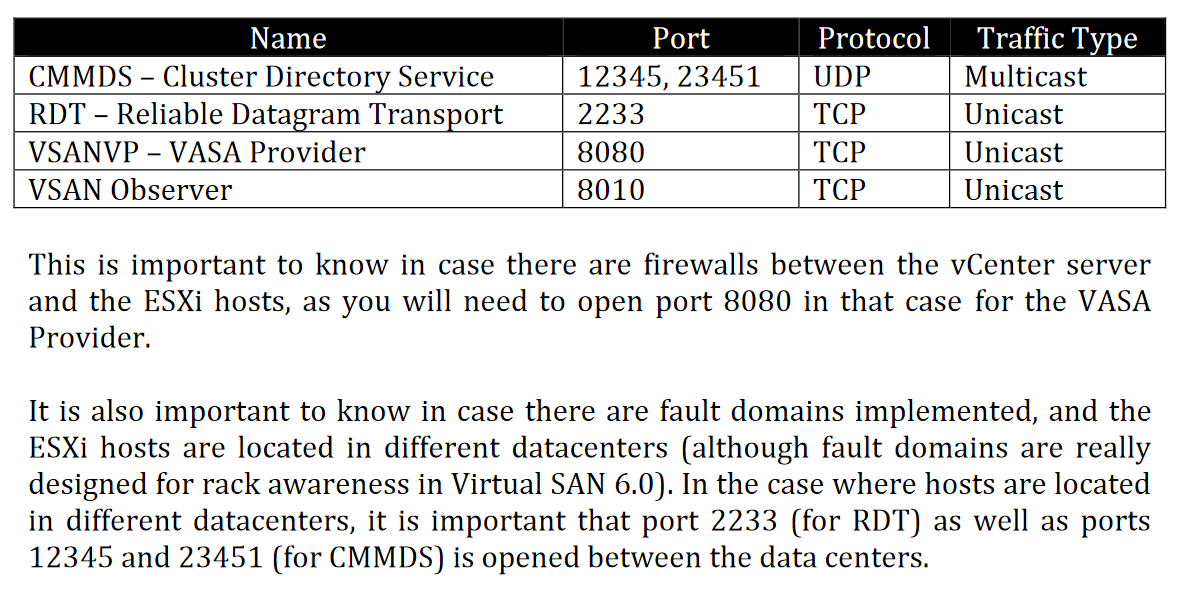 Name Port Protocol Traffic Type
CMMDS – Cluster Directory Service 12345, 23451 UDP Multicast
RDT – Reliable Datagram Transport 2233 TCP Unicast
VSANVP – VASA Provider 8080 TCP Unicast
VSAN Observer 8010 TCP Unicast
This is important to know in case there are firewalls between the vCenter server
and the ESXi hosts, as you will need to open port 8080 in that case for the VASA
Provider.
It is also important to know in case there are fault domains implemented, and the
ESXi hosts are located in different datacenters (although fault domains are really
designed for rack awareness in Virtual SAN 6.0). In the case where hosts are located
in different datacenters, it is important that port 2233 (for RDT) as well as ports
12345 and 23451 (for CMMDS) is opened between the data centers.